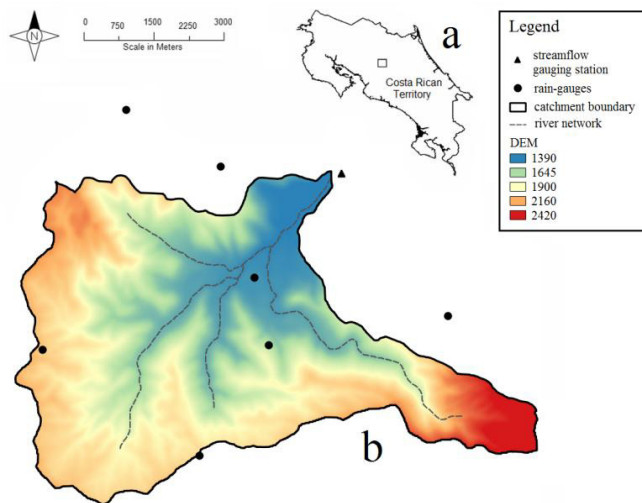 N
0 750 1500 2250 3000
Scale in Meters
a
Costa Rican
Territory
Legend
streamflow
gauging station
rain-gauges
catchment boundary
river network
DEM
1390
1645
1900
2160
2420
b